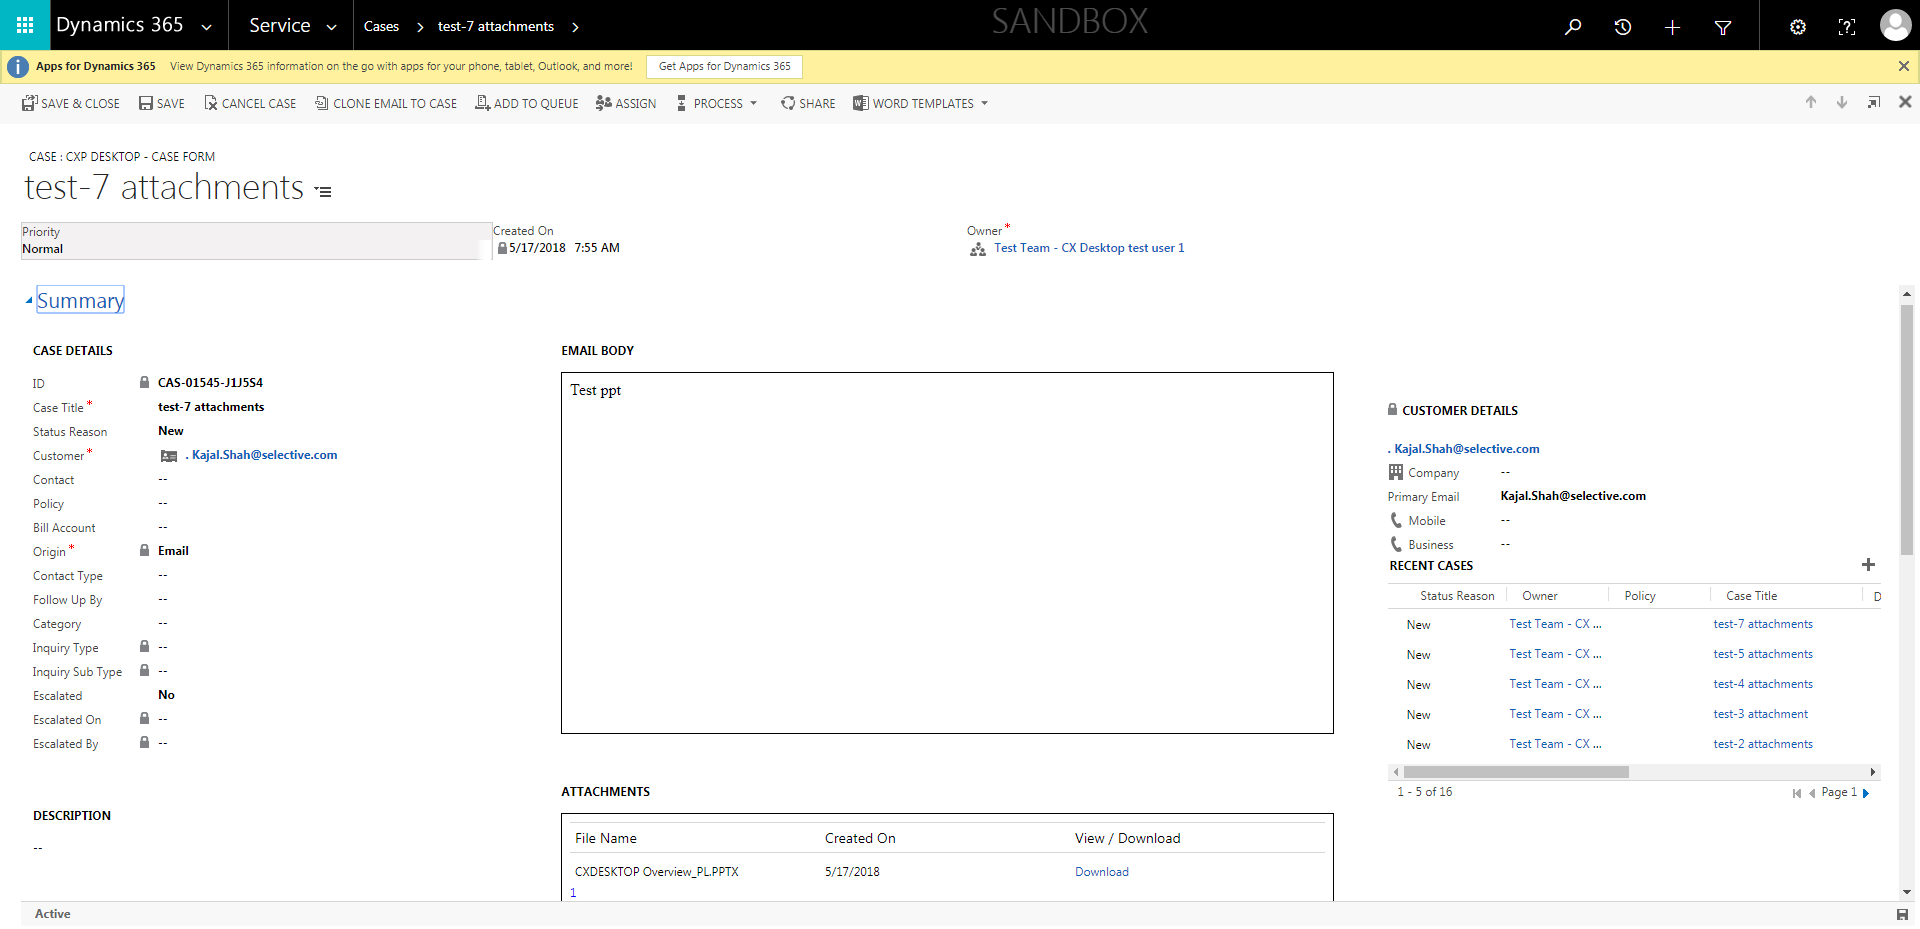 Dynamics 365 Service Cases test-7 attachments SANDBOX
Apps for Dynamics 365 View Dynamics 365 information on the go with apps for your phone, tablet, Outlook, and more! Get Apps for Dynamics 365
SAVE & CLOSE SAVE CANCEL CASE CLONE EMAIL TO CASE ADD TO QUEUE ASSIGN PROCESS SHARE WORD TEMPLATES
CASE : CXP DESKTOP - CASE FORM
test-7 attachments
Priority
Normal
Created On
5/17/2018 7:55 AM
Owner*
Test Team - CX Desktop test user 1
Summary
CASE DETAILS
ID CAS-01545-J1J5S4
Case Title* test-7 attachments
Status Reason New
Customer* . Kajal.Shah@selective.com
Contact --
Policy --
Bill Account --
Origin* Email
Contact Type --
Follow Up By --
Category --
Inquiry Type --
Inquiry Sub Type --
Escalated No
Escalated On --
Escalated By --
DESCRIPTION
--
EMAIL BODY
Test ppt
ATTACHMENTS
File Name Created On View / Download
CXDESKTOP Overview_PL.PPTX 5/17/2018 Download
1
CUSTOMER DETAILS
. Kajal.Shah@selective.com
Company --
Primary Email Kajal.Shah@selective.com
Mobile --
Business --
RECENT CASES
Status Reason Owner Policy Case Title D
New Test Team - CX ... test-7 attachments
New Test Team - CX ... test-5 attachments
New Test Team - CX ... test-4 attachments
New Test Team - CX ... test-3 attachment
New Test Team - CX ... test-2 attachments
1 - 5 of 16 Page 1
Active